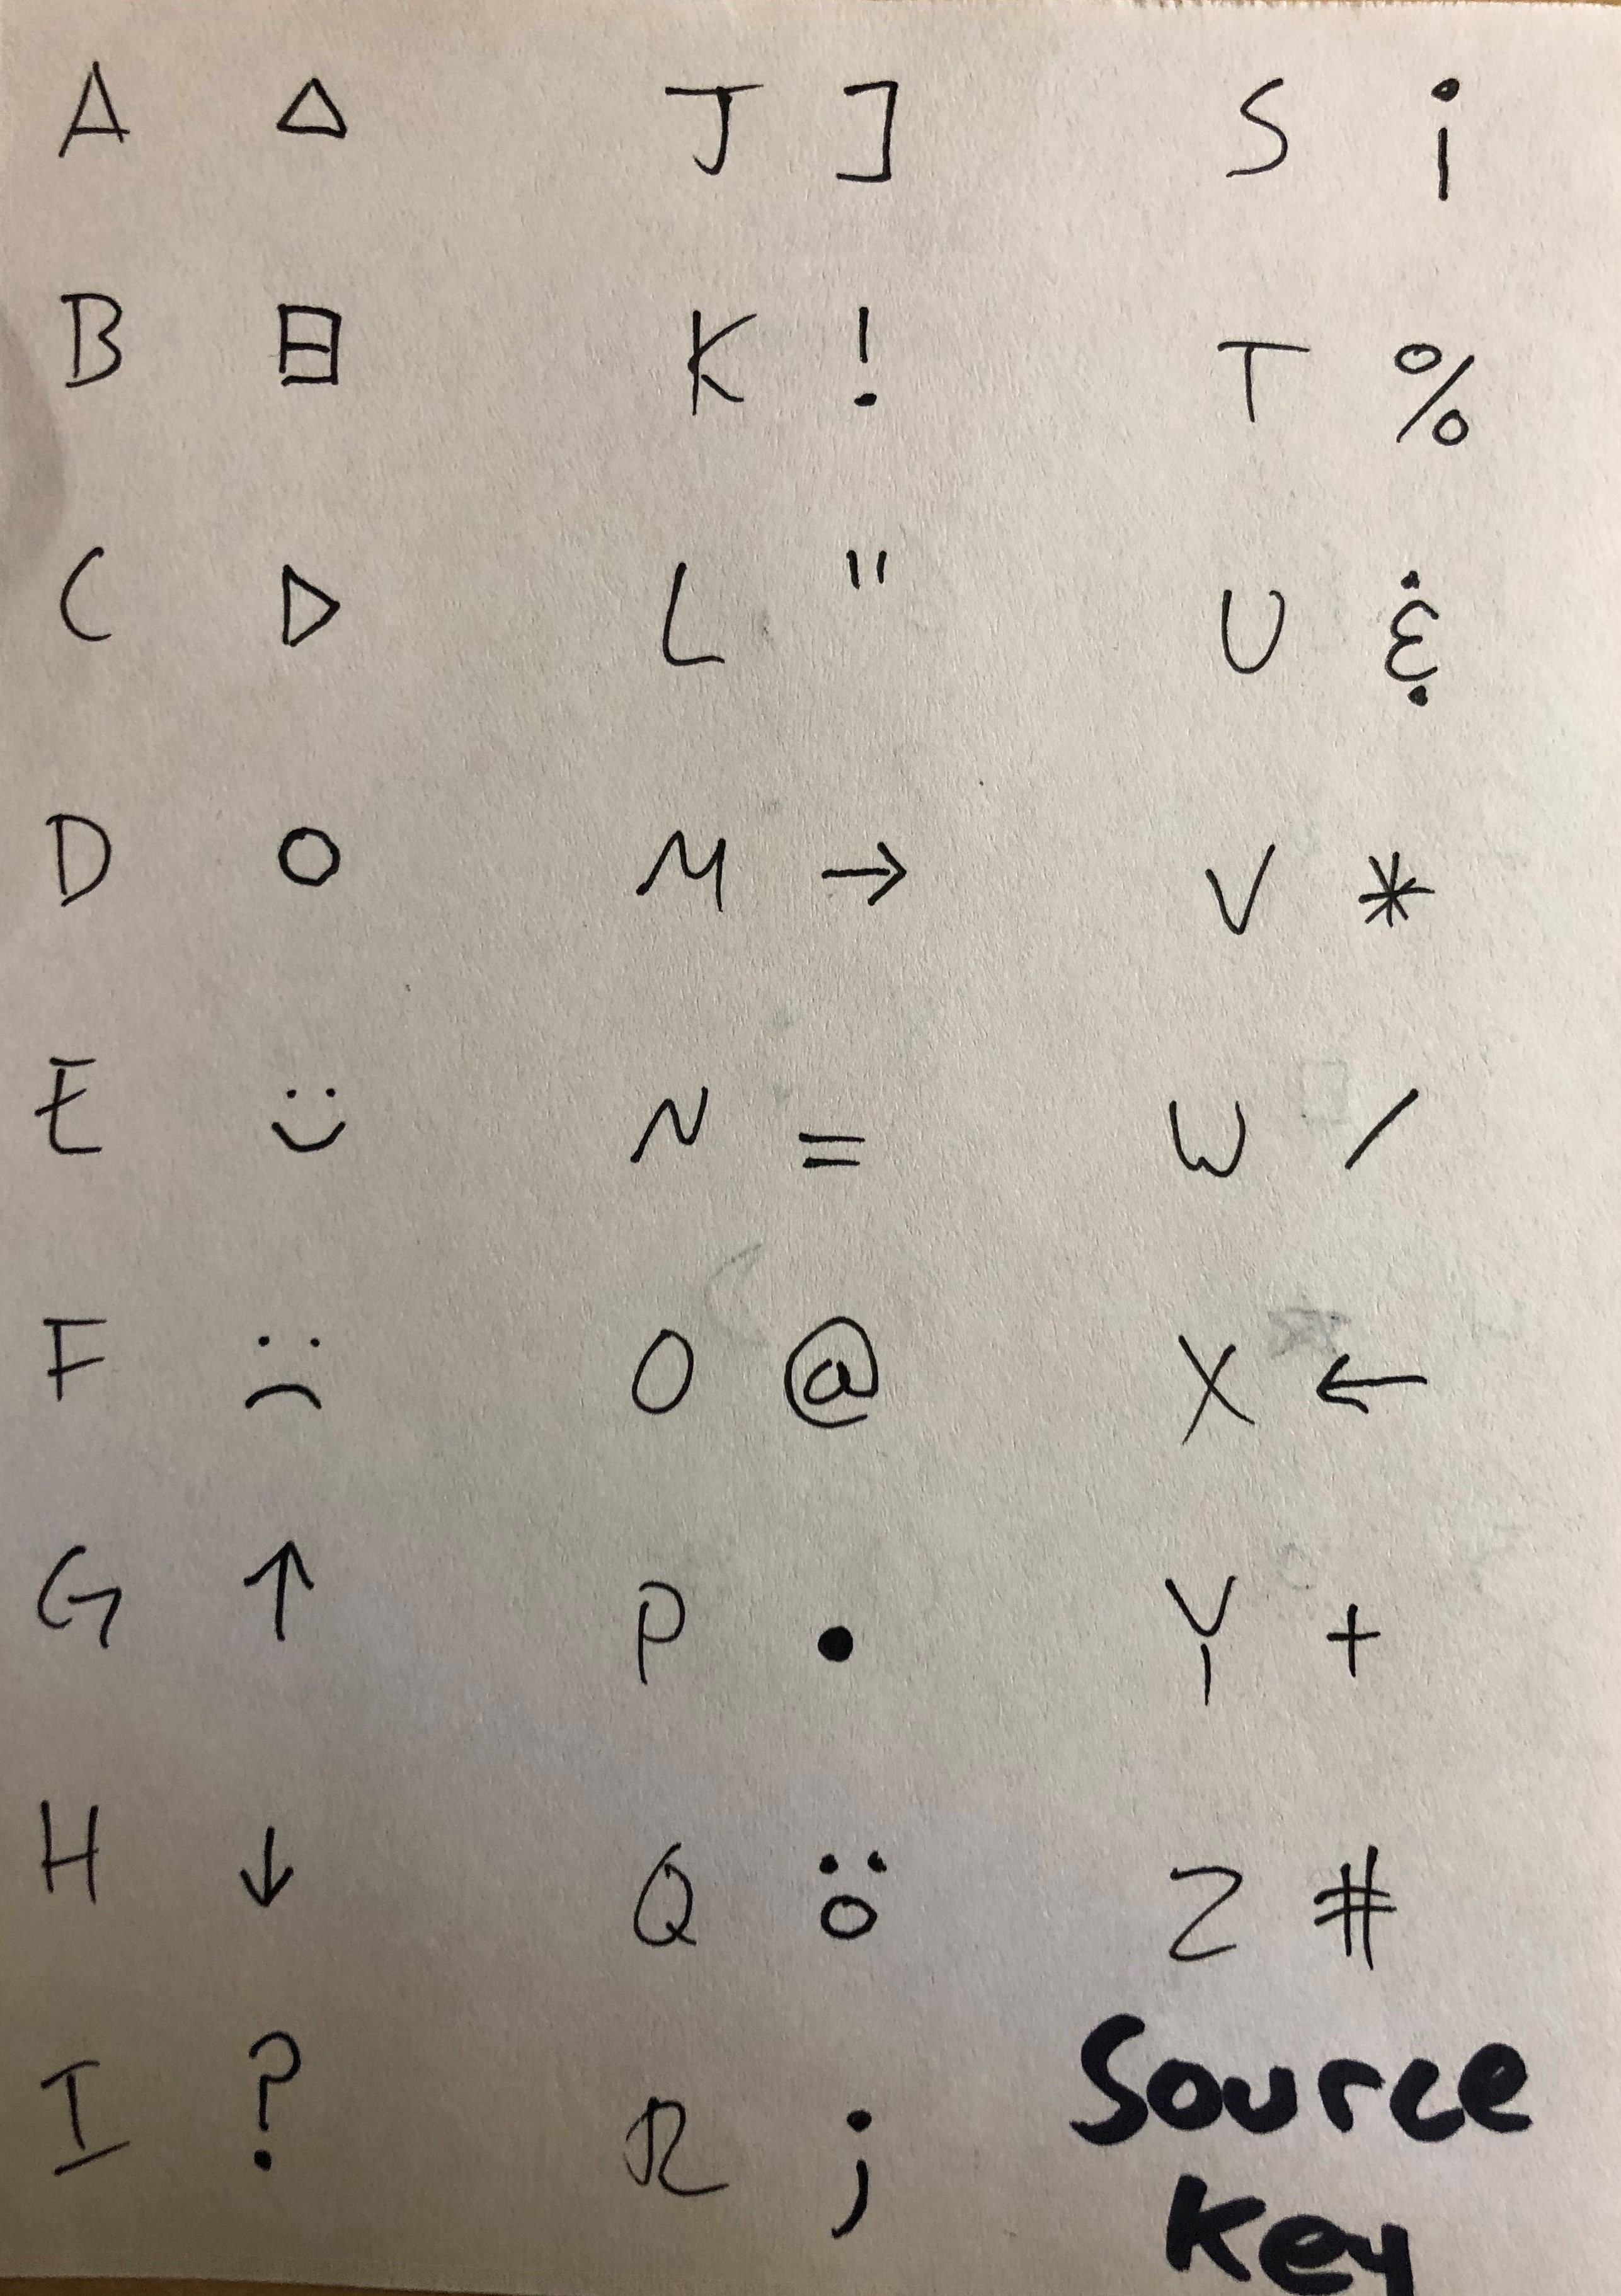 A △ J ] S i
B 日 K ! T %
C ▷ L " U &
D ○ M → V *
E :) N = W /
F :( O @ X ←
G ↑ P • Y +
H ↓ Q ö Z #
I ? R ;
Source
Key